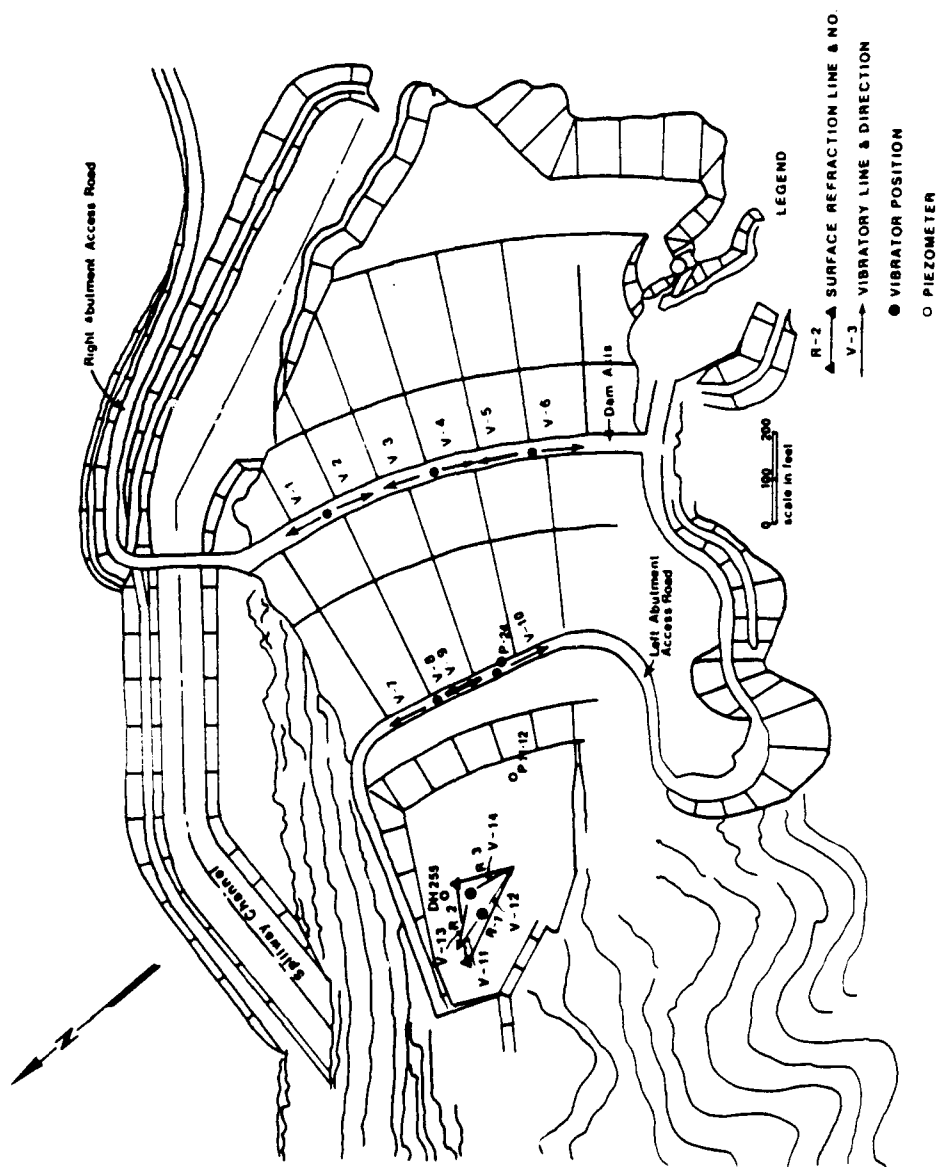 Right Abutment Access Road
Spillway Channel
N
V-1
V-2
V-3
V-4
V-5
V-6
Dam Axis
V-7
V-8
V-9
P-24
V-10
Left Abutment
Access Road
P11-12
DH 255
V-13
R-2
R-3
V-14
V-11
R-1
V-12
0 100 200
scale in feet
LEGEND
R-2 SURFACE REFRACTION LINE & NO.
V-3 VIBRATORY LINE & DIRECTION
VIBRATOR POSITION
PIEZOMETER